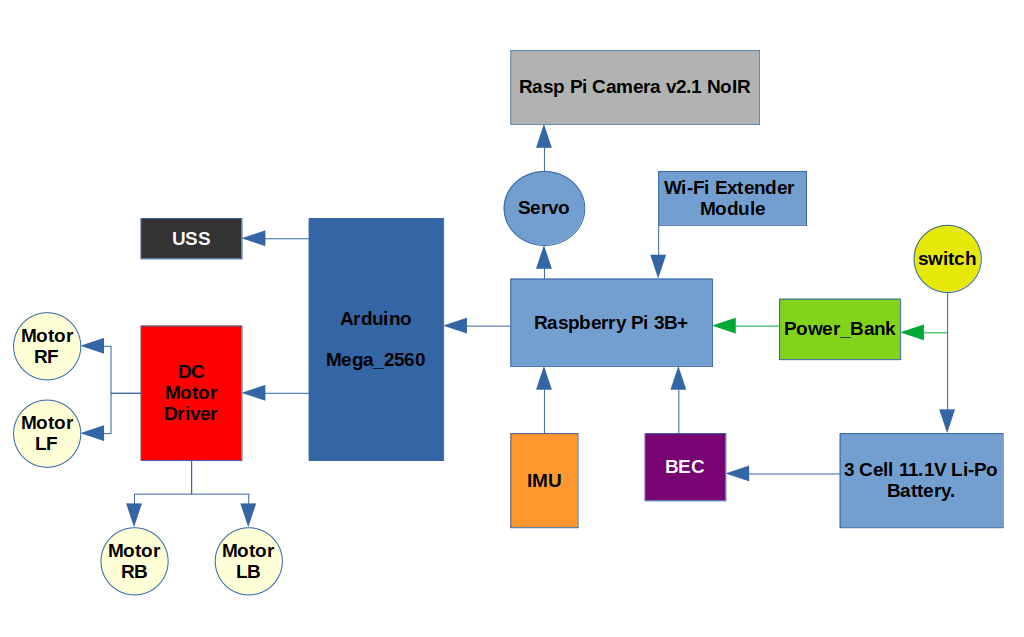 Rasp Pi Camera v2.1 NoIR
Wi-Fi Extender
Module
Servo
USS
switch
Arduino
Mega_2560
Raspberry Pi 3B+
Power_Bank
Motor
RF
DC
Motor
Driver
Motor
LF
IMU
BEC
3 Cell 11.1V Li-Po
Battery.
Motor
RB
Motor
LB